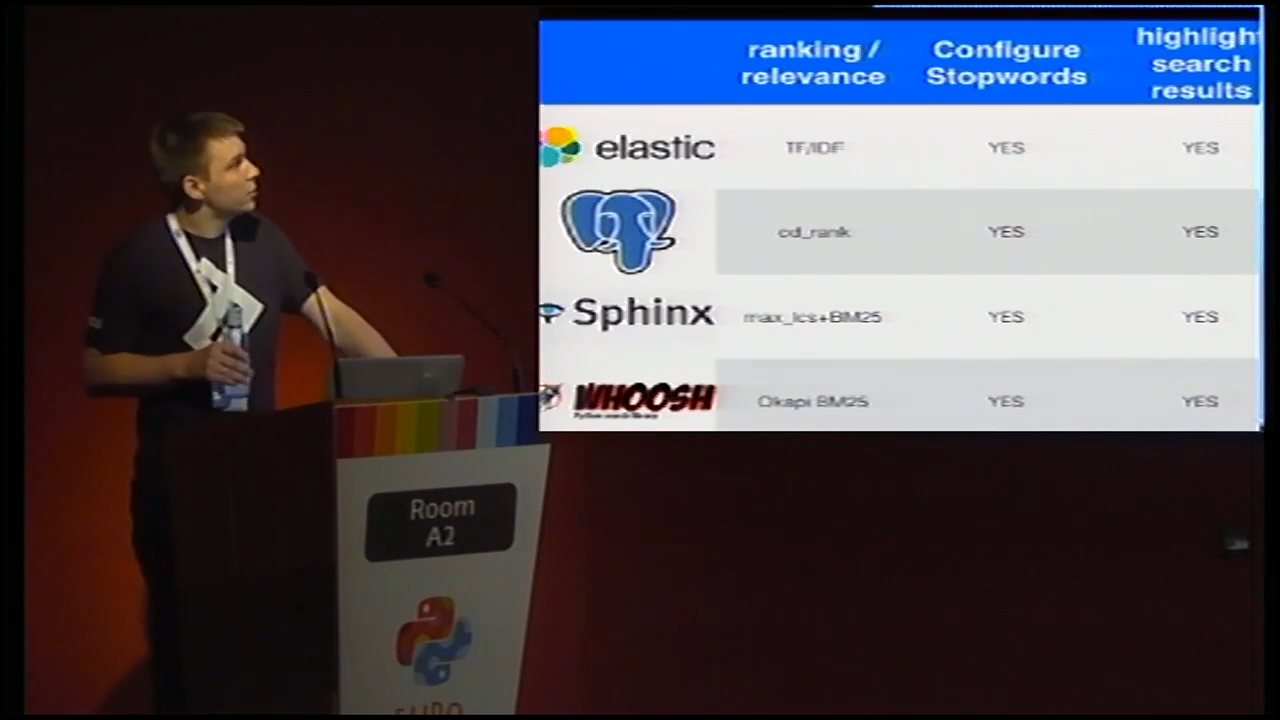 ranking / relevance
Configure Stopwords
highlight search results
elastic TF/IDF YES YES
cd_rank YES YES
Sphinx max_lcs+BM25 YES YES
WHOOSH Okapi BM25 YES YES
Room
A2
EURO